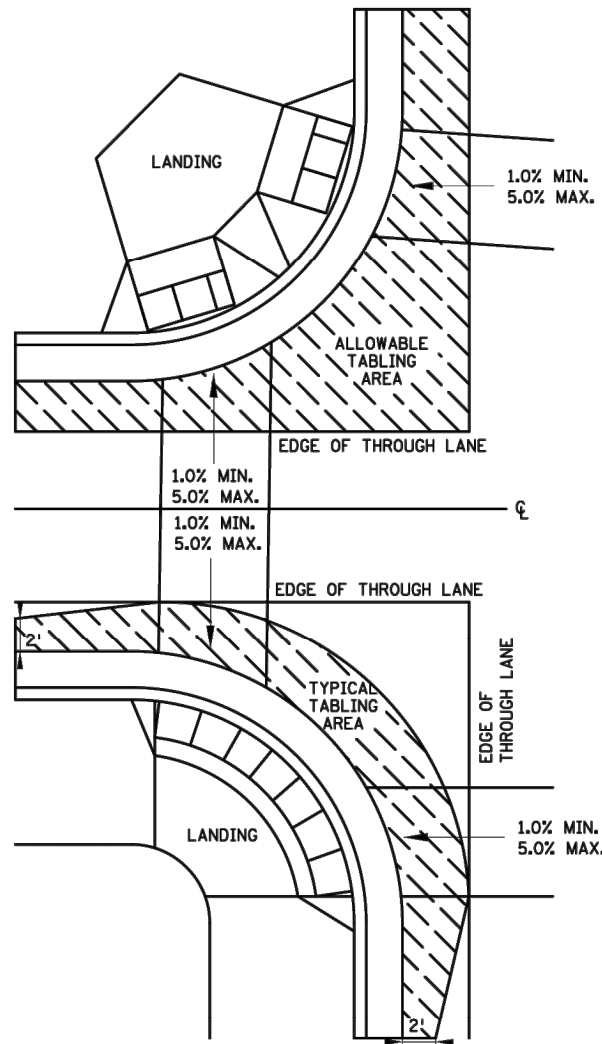 LANDING
1.0% MIN.
5.0% MAX.
ALLOWABLE
TABLING
AREA
EDGE OF THROUGH LANE
1.0% MIN.
5.0% MAX.
℄
1.0% MIN.
5.0% MAX.
EDGE OF THROUGH LANE
2'
TYPICAL
TABLING
AREA
EDGE OF
THROUGH LANE
LANDING
1.0% MIN.
5.0% MAX.
2'